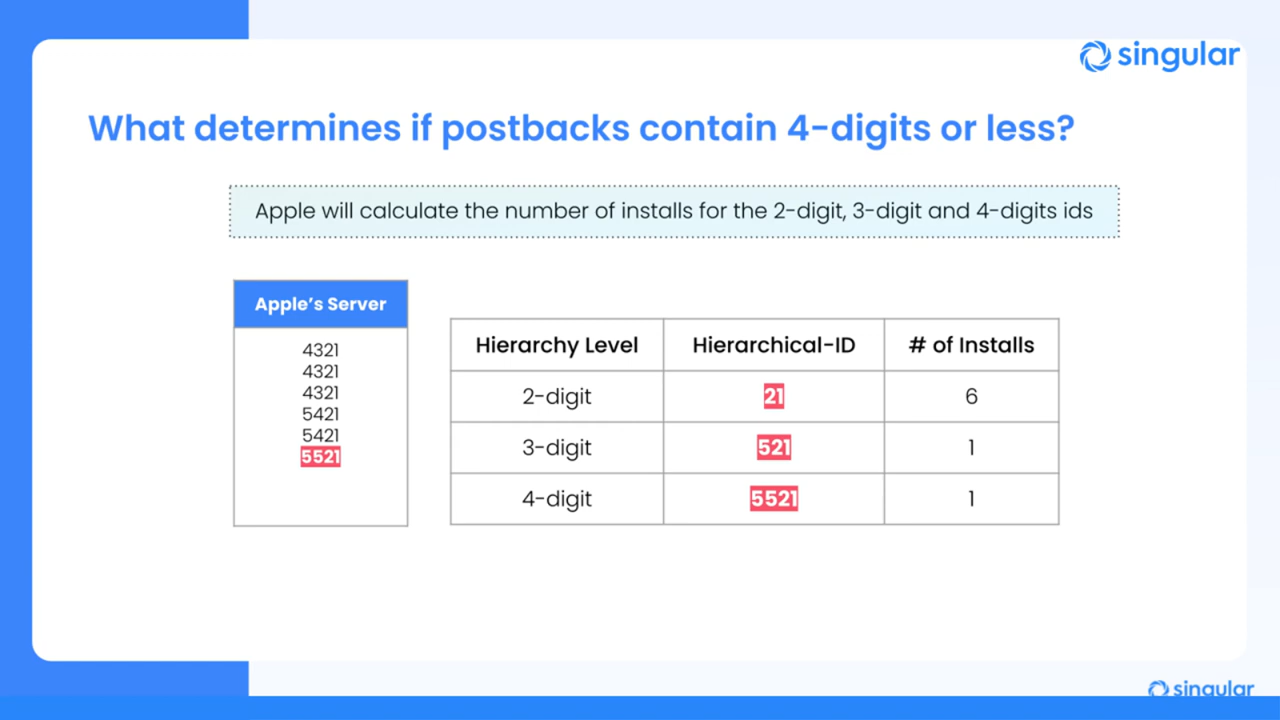 singular
What determines if postbacks contain 4-digits or less?
Apple will calculate the number of installs for the 2-digit, 3-digit and 4-digits ids
Apple's Server
4321
4321
4321
5421
5421
5521
Hierarchy Level Hierarchical-ID # of Installs
2-digit 21 6
3-digit 521 1
4-digit 5521 1
singular